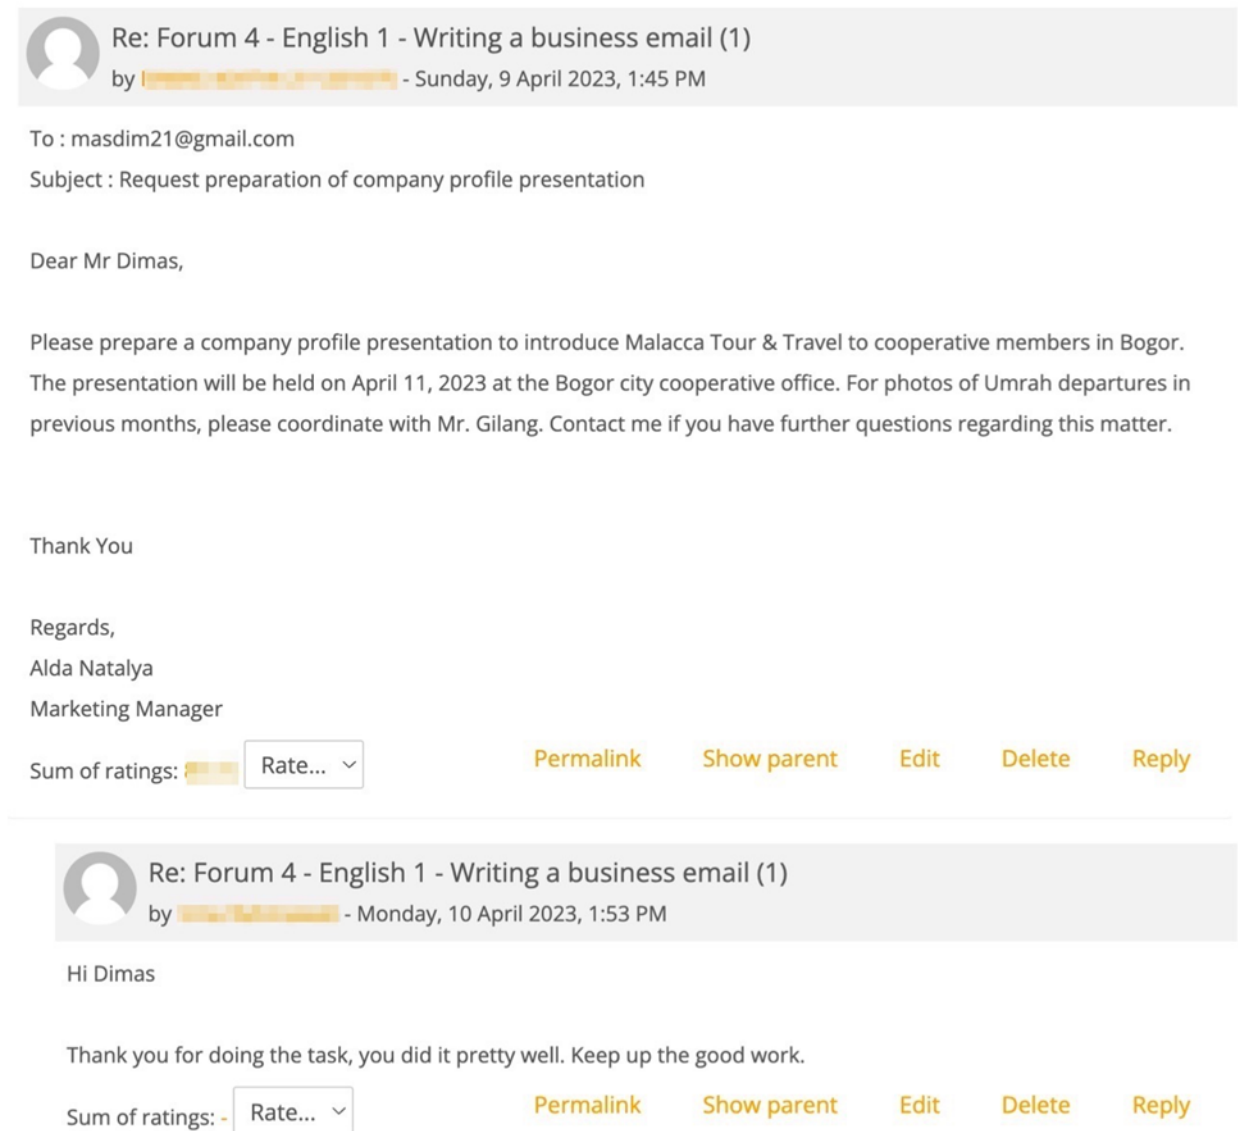 Re: Forum 4 - English 1 - Writing a business email (1)
by - Sunday, 9 April 2023, 1:45 PM
To : masdim21@gmail.com
Subject : Request preparation of company profile presentation
Dear Mr Dimas,
Please prepare a company profile presentation to introduce Malacca Tour & Travel to cooperative members in Bogor.
The presentation will be held on April 11, 2023 at the Bogor city cooperative office. For photos of Umrah departures in
previous months, please coordinate with Mr. Gilang. Contact me if you have further questions regarding this matter.
Thank You
Regards,
Alda Natalya
Marketing Manager
Sum of ratings: Rate... Permalink Show parent Edit Delete Reply
Re: Forum 4 - English 1 - Writing a business email (1)
by - Monday, 10 April 2023, 1:53 PM
Hi Dimas
Thank you for doing the task, you did it pretty well. Keep up the good work.
Sum of ratings: - Rate... Permalink Show parent Edit Delete Reply